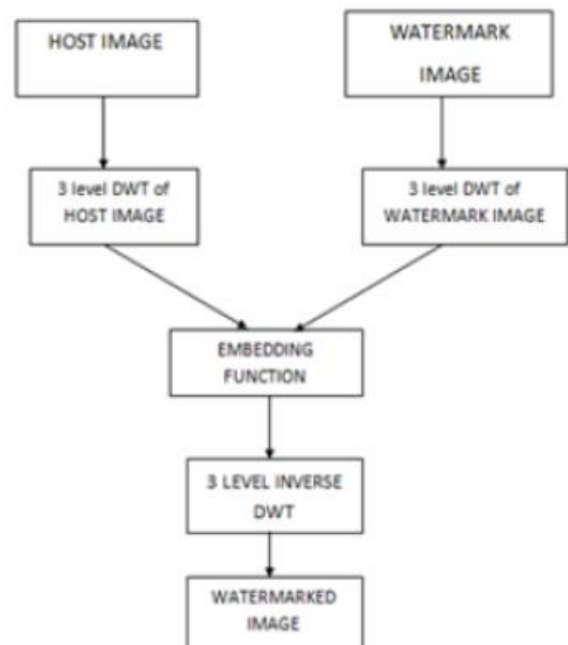 HOST IMAGE
WATERMARK
IMAGE
3 level DWT of
HOST IMAGE
3 level DWT of
WATERMARK IMAGE
EMBEDDING
FUNCTION
3 LEVEL INVERSE
DWT
WATERMARKED
IMAGE